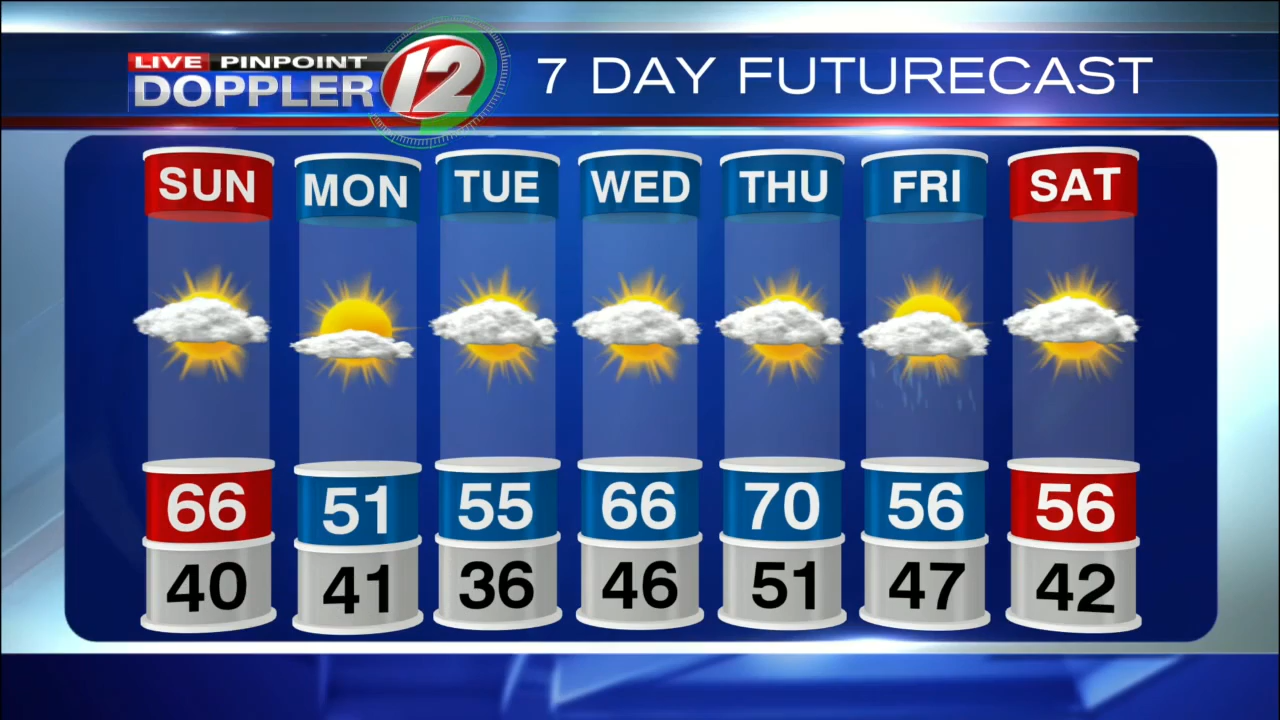 LIVE PINPOINT
DOPPLER 12
7 DAY FUTURECAST
SUN MON TUE WED THU FRI SAT
66 51 55 66 70 56 56
40 41 36 46 51 47 42